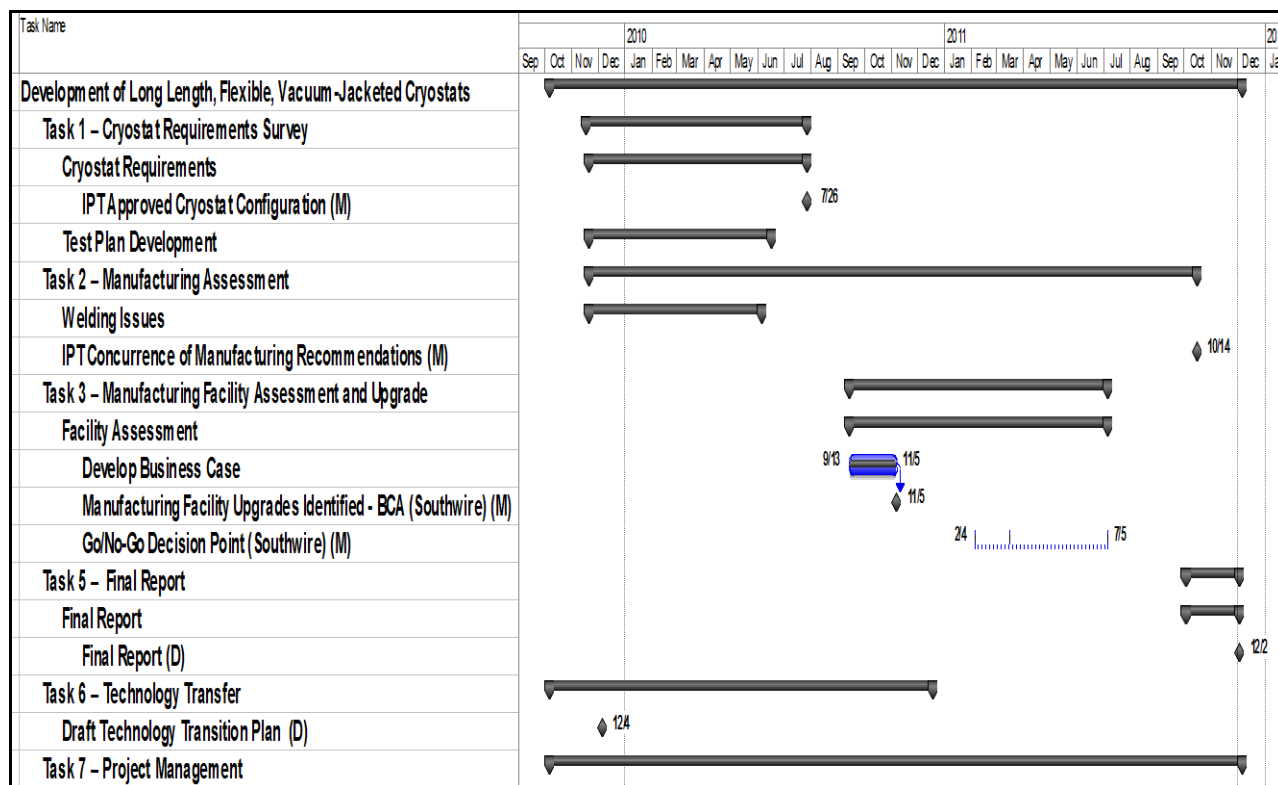 Task Name
2010 2011 20
Sep Oct Nov Dec Jan Feb Mar Apr May Jun Jul Aug Sep Oct Nov Dec Jan Feb Mar Apr May Jun Jul Aug Sep Oct Nov Dec Ja
Development of Long Length, Flexible, Vacuum-Jacketed Cryostats
Task 1 – Cryostat Requirements Survey
Cryostat Requirements
IPT Approved Cryostat Configuration (M) 7/26
Test Plan Development
Task 2 – Manufacturing Assessment
Welding Issues
IPT Concurrence of Manufacturing Recommendations (M) 10/14
Task 3 – Manufacturing Facility Assessment and Upgrade
Facility Assessment
Develop Business Case 9/13 11/5
Manufacturing Facility Upgrades Identified - BCA (Southwire) (M) 11/5
Go/No-Go Decision Point (Southwire) (M) 2/4 7/5
Task 5 – Final Report
Final Report
Final Report (D) 12/2
Task 6 – Technology Transfer
Draft Technology Transition Plan (D) 12/4
Task 7 – Project Management